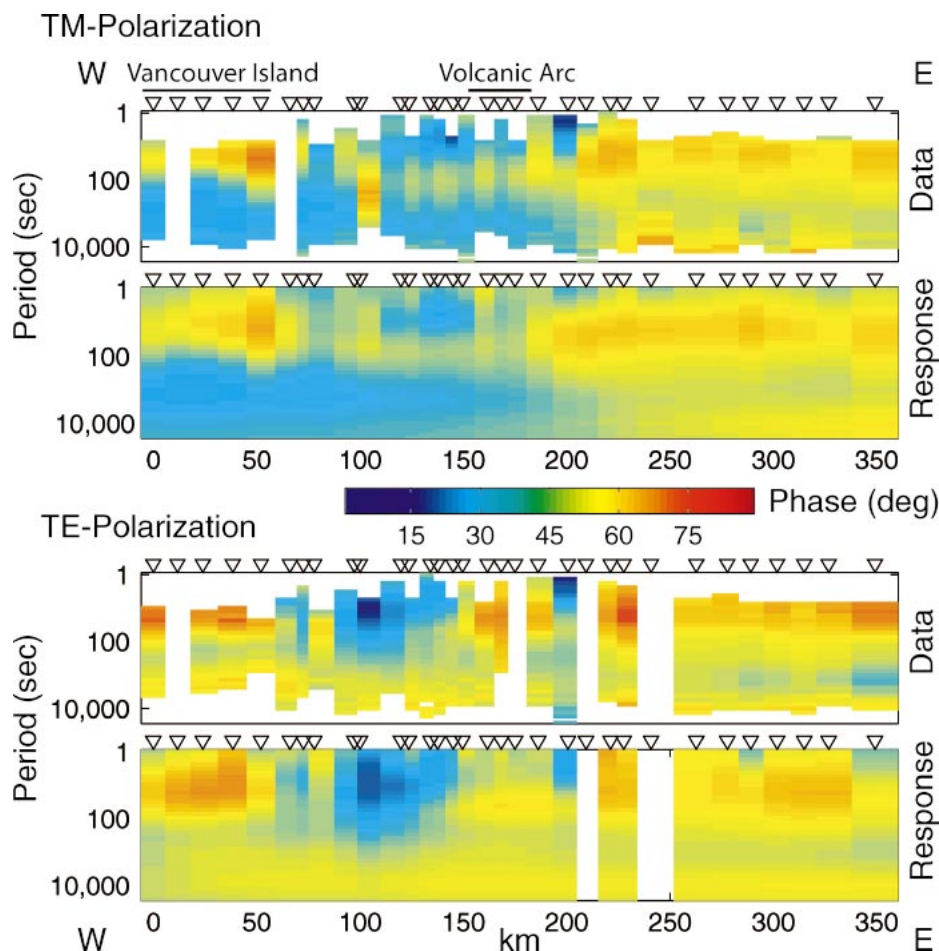 TM-Polarization
W Vancouver Island Volcanic Arc E
1
100
10,000
Data
Period (sec)
1
100
10,000
Response
0 50 100 150 200 250 300 350
15 30 45 60 75
Phase (deg)
TE-Polarization
1
100
10,000
Data
Period (sec)
1
100
10,000
Response
0 50 100 150 200 250 300 350
W km E